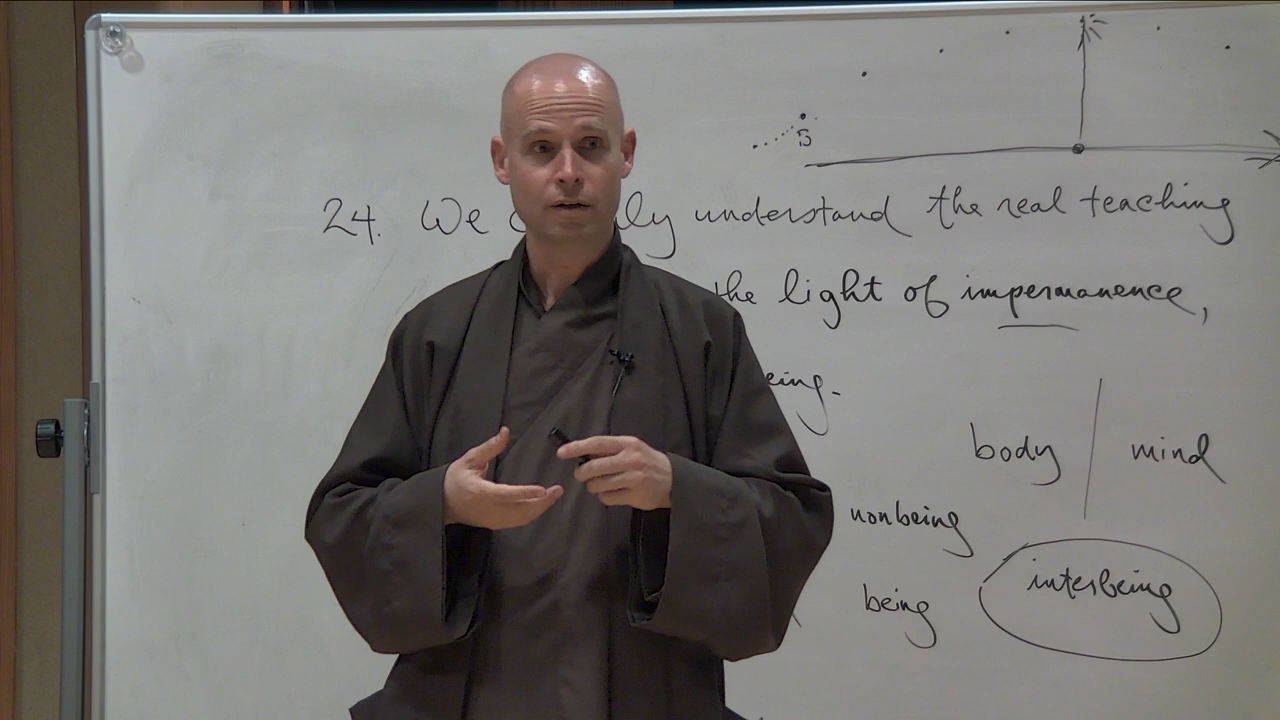 B
24. We understand the real teaching
the light of impermanence,
body | mind
nonbeing
being interbeing